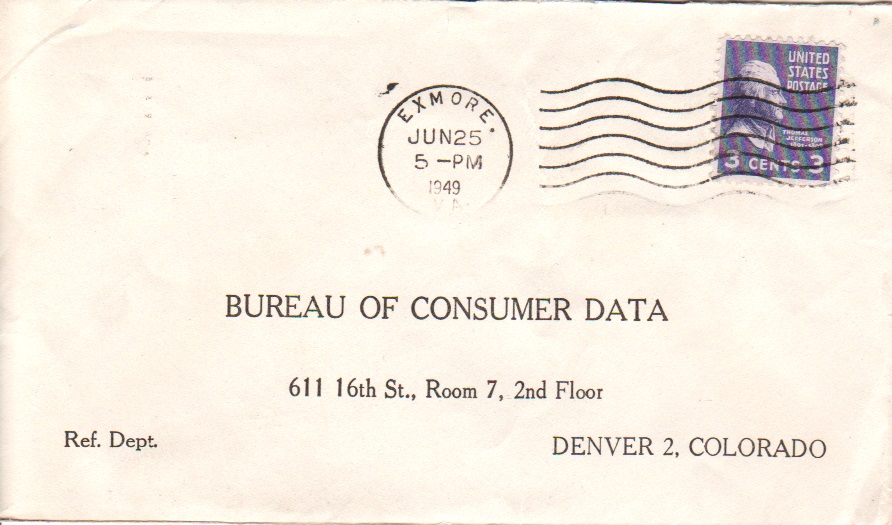 EXMORE.
JUN25
5-PM
1949
VA.
UNITED
STATES
POSTAGE
THOMAS
JEFFERSON
3 CENTS 3
BUREAU OF CONSUMER DATA
611 16th St., Room 7, 2nd Floor
Ref. Dept.
DENVER 2, COLORADO